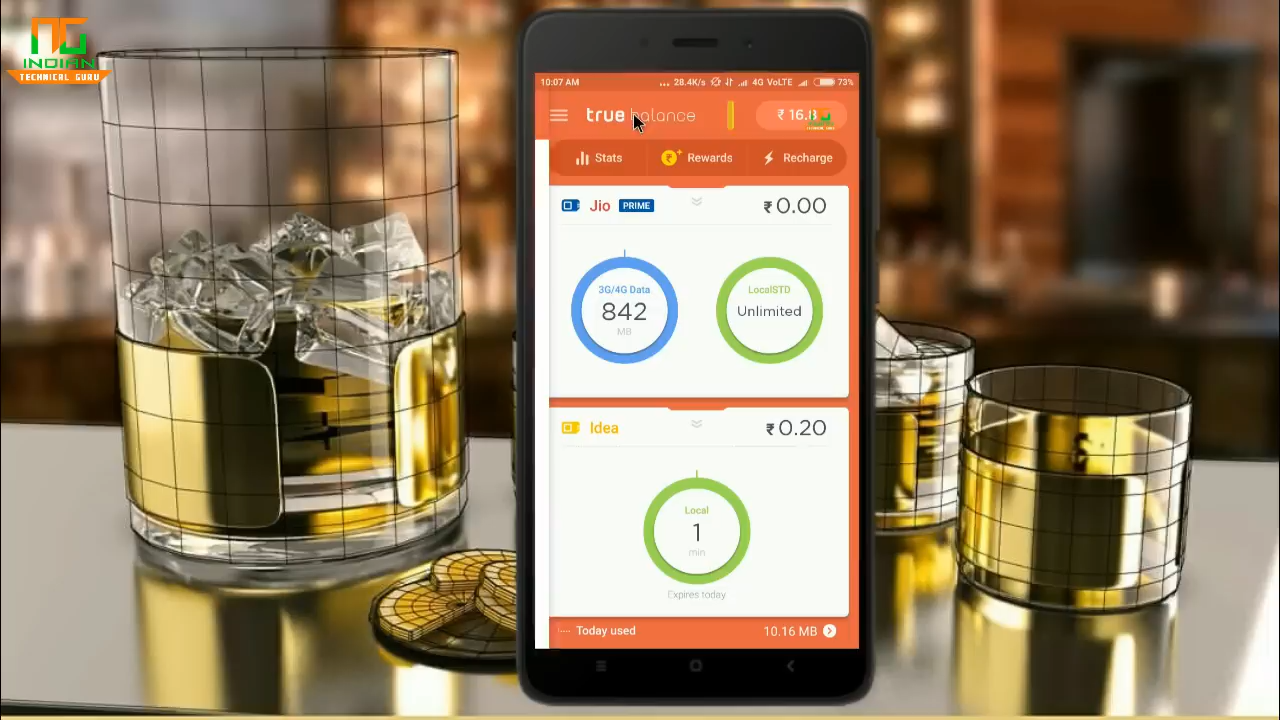 INDIAN
TECHNICAL GURU
10:07 AM ... 28.4K/s 4G VoLTE 73%
true balance ₹ 16.8
Stats Rewards Recharge
Jio PRIME ₹ 0.00
3G/4G Data
842
MB
LocalSTD
Unlimited
Idea ₹ 0.20
Local
1
min
Expires today
Today used 10.16 MB